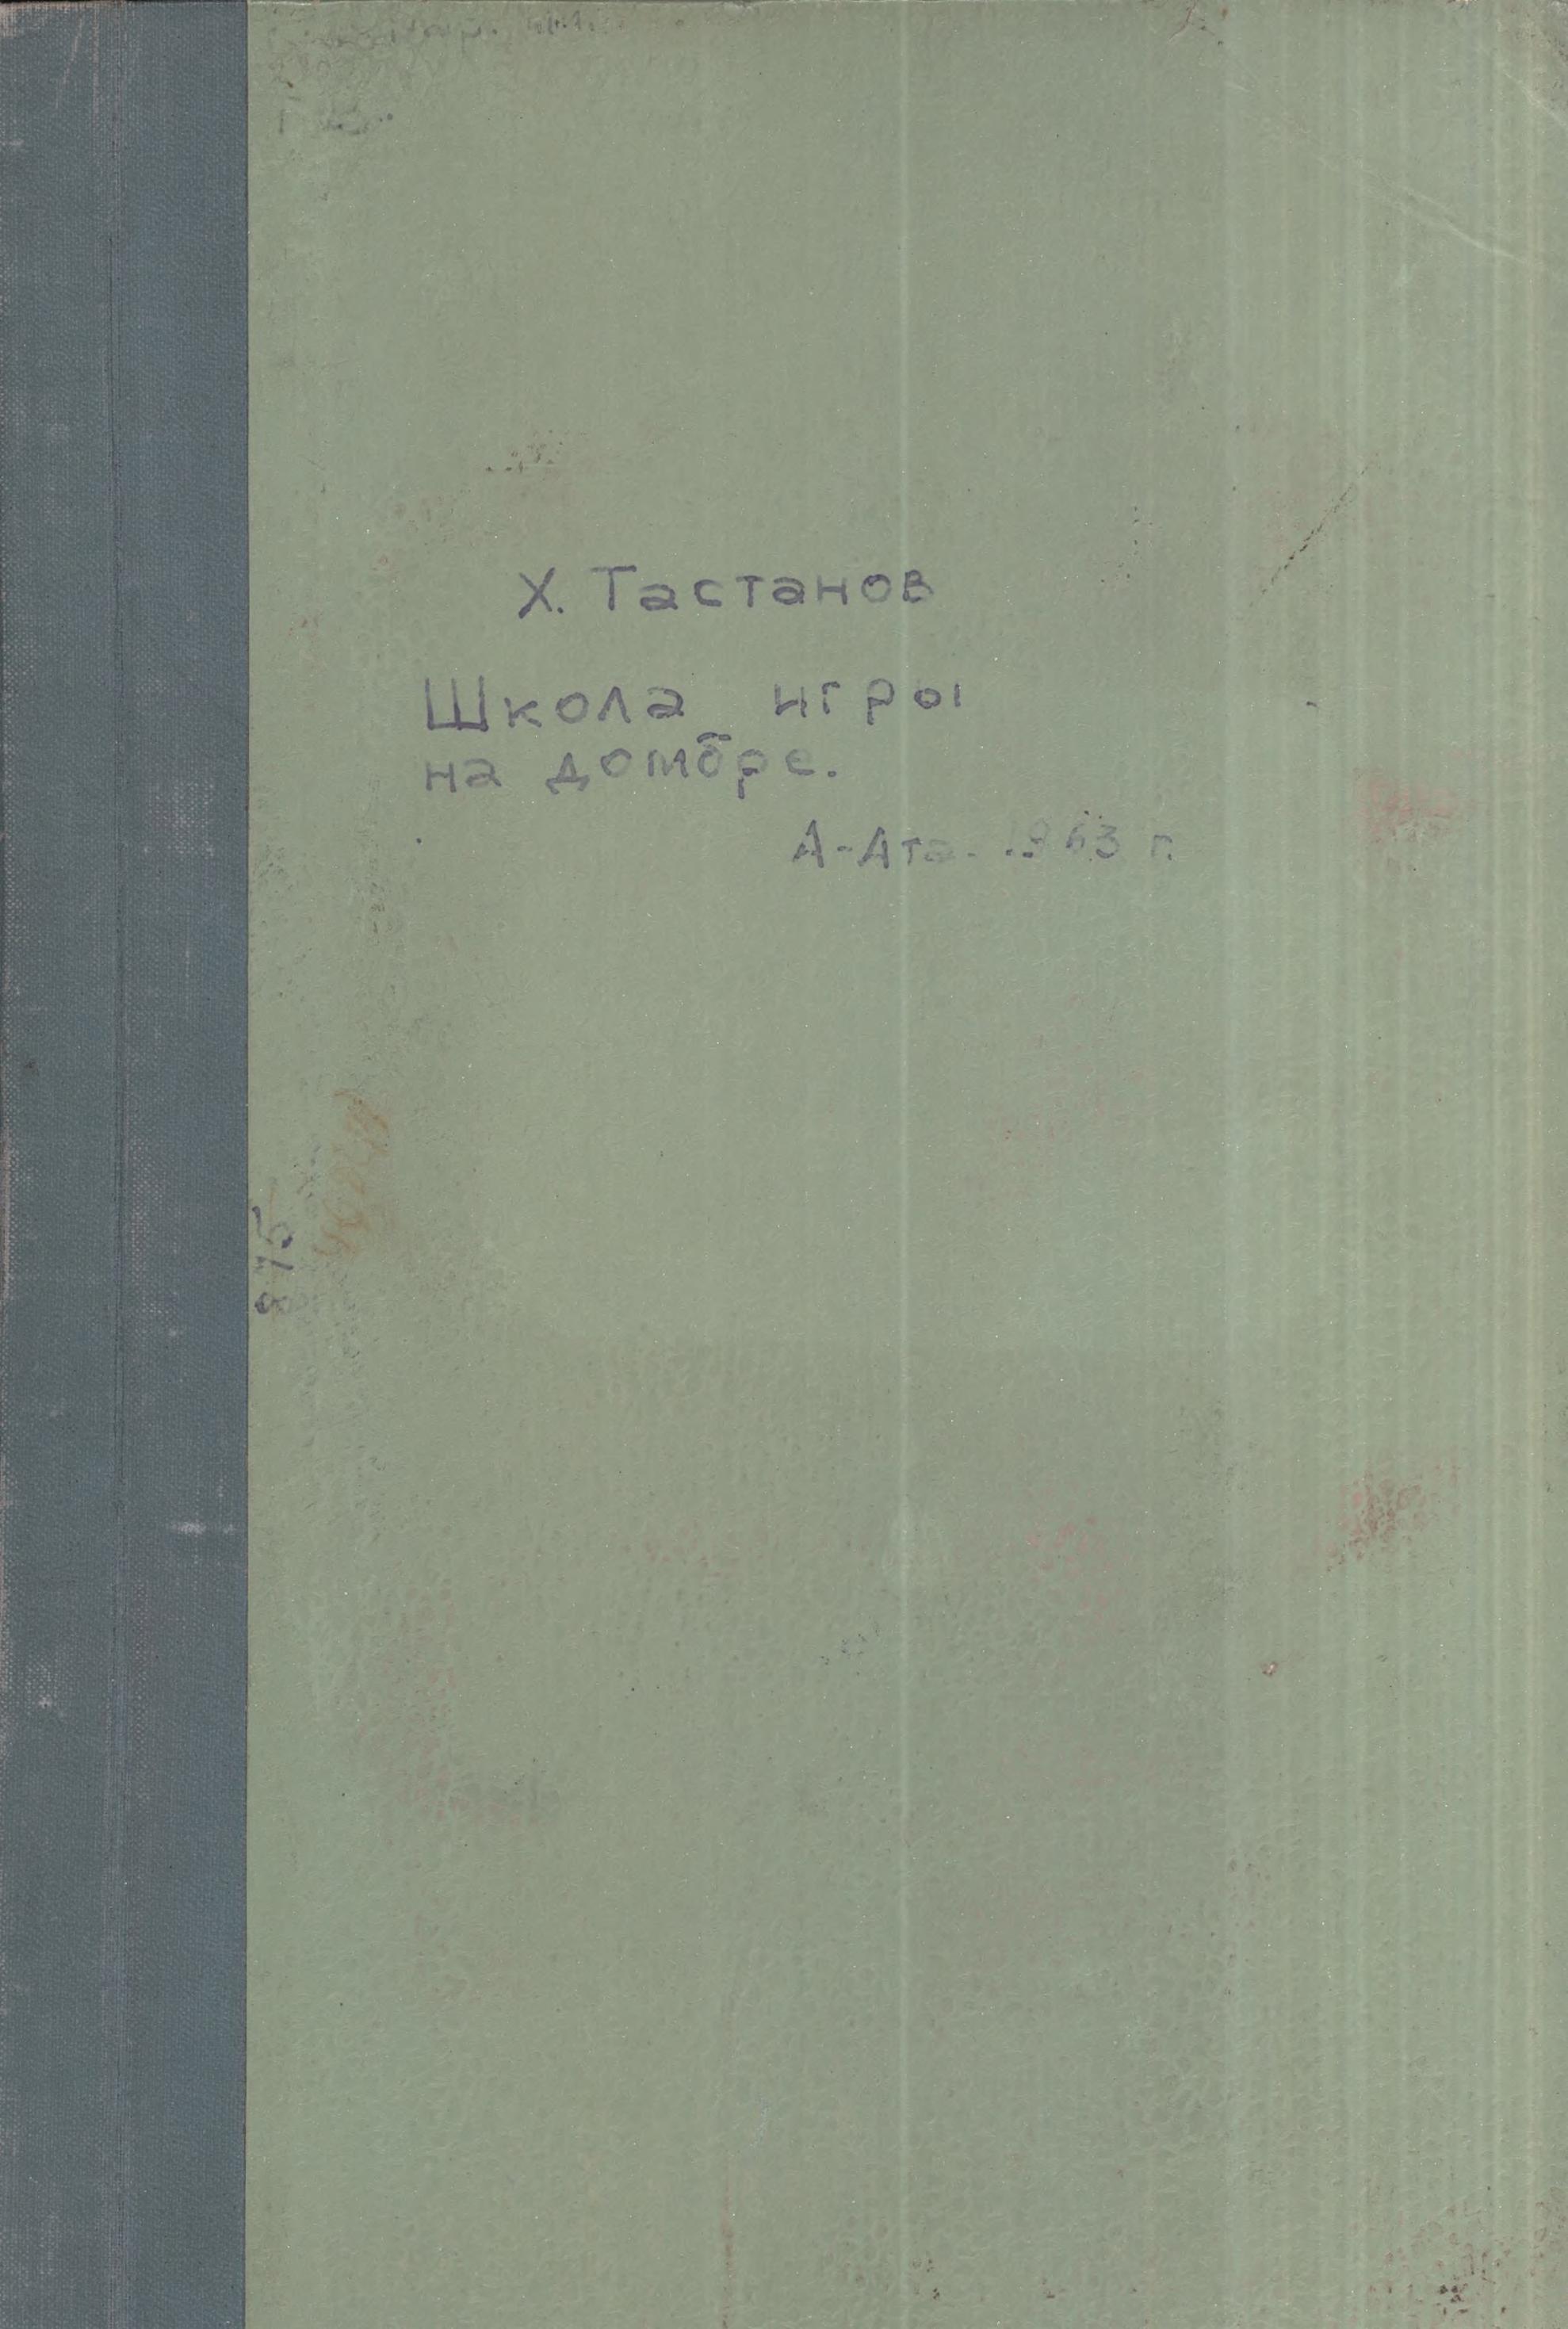 Х. Тастанов
Школа игры
на домбре.
А-Ата. 1963 г.